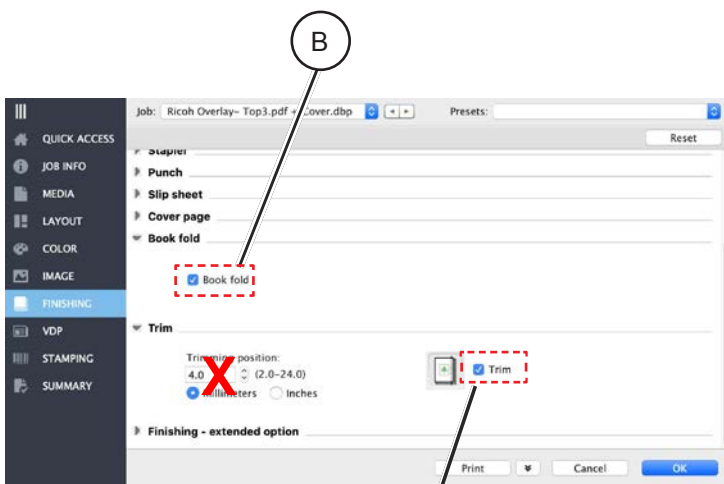 B
Job: Ricoh Overlay- Top3.pdf + Cover.dbp
Presets:
Reset
QUICK ACCESS
JOB INFO
MEDIA
LAYOUT
COLOR
IMAGE
FINISHING
VDP
STAMPING
SUMMARY
Stapler
Punch
Slip sheet
Cover page
Book fold
Book fold
Trim
Trimming position:
4.0 (2.0-24.0)
Millimeters Inches
X
Trim
Finishing - extended option
Print Cancel OK